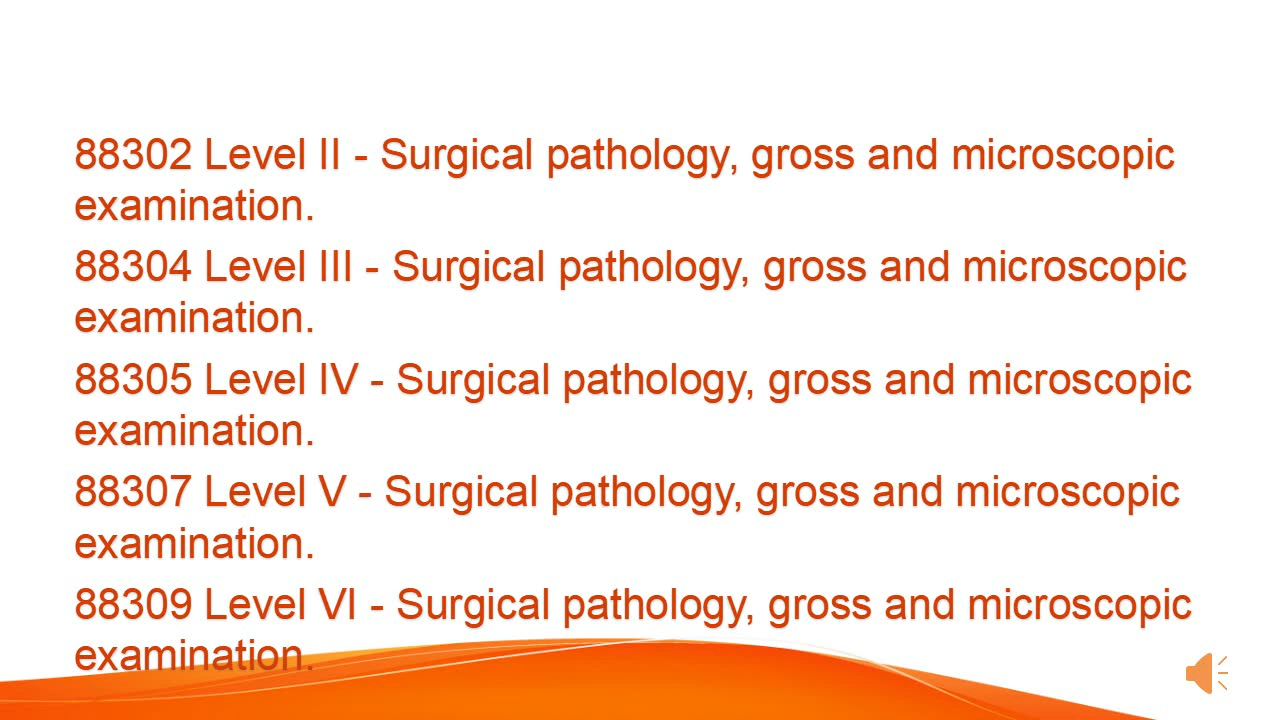 88302 Level II - Surgical pathology, gross and microscopic
examination.
88304 Level III - Surgical pathology, gross and microscopic
examination.
88305 Level IV - Surgical pathology, gross and microscopic
examination.
88307 Level V - Surgical pathology, gross and microscopic
examination.
88309 Level VI - Surgical pathology, gross and microscopic
examination.